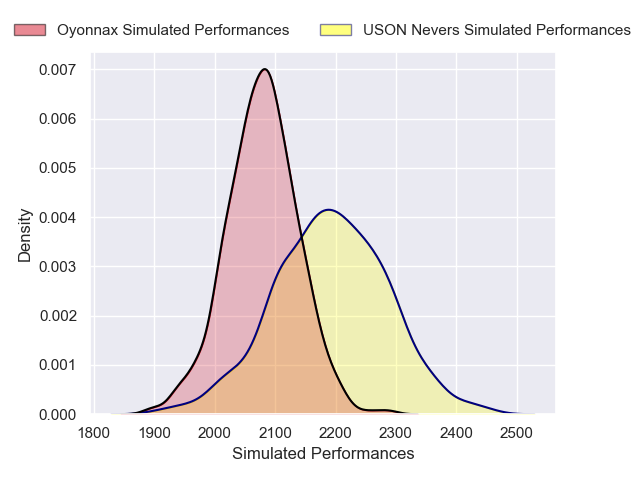 Oyonnax Simulated Performances
USON Nevers Simulated Performances
0.007
0.006
0.005
0.004
0.003
0.002
0.001
0.000
Density
1800 1900 2000 2100 2200 2300 2400 2500
Simulated Performances